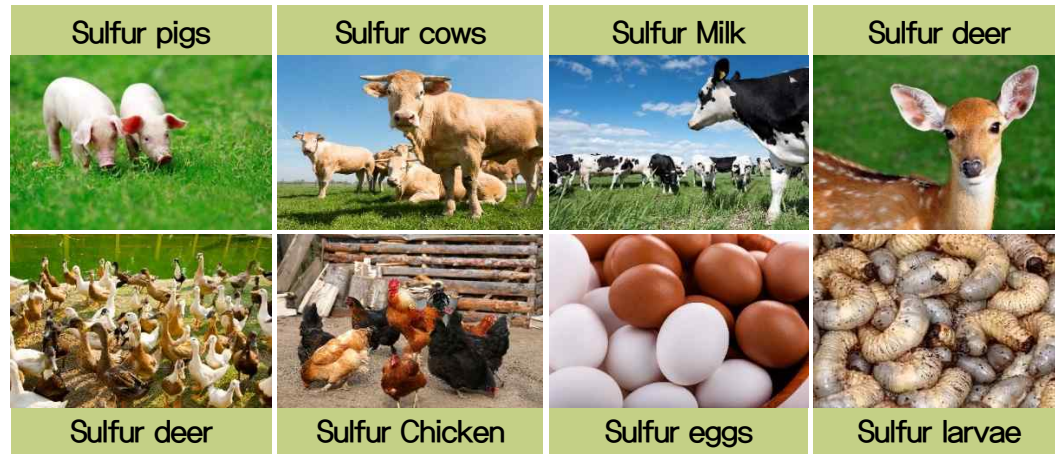 Sulfur pigs
Sulfur cows
Sulfur Milk
Sulfur deer
Sulfur deer
Sulfur Chicken
Sulfur eggs
Sulfur larvae